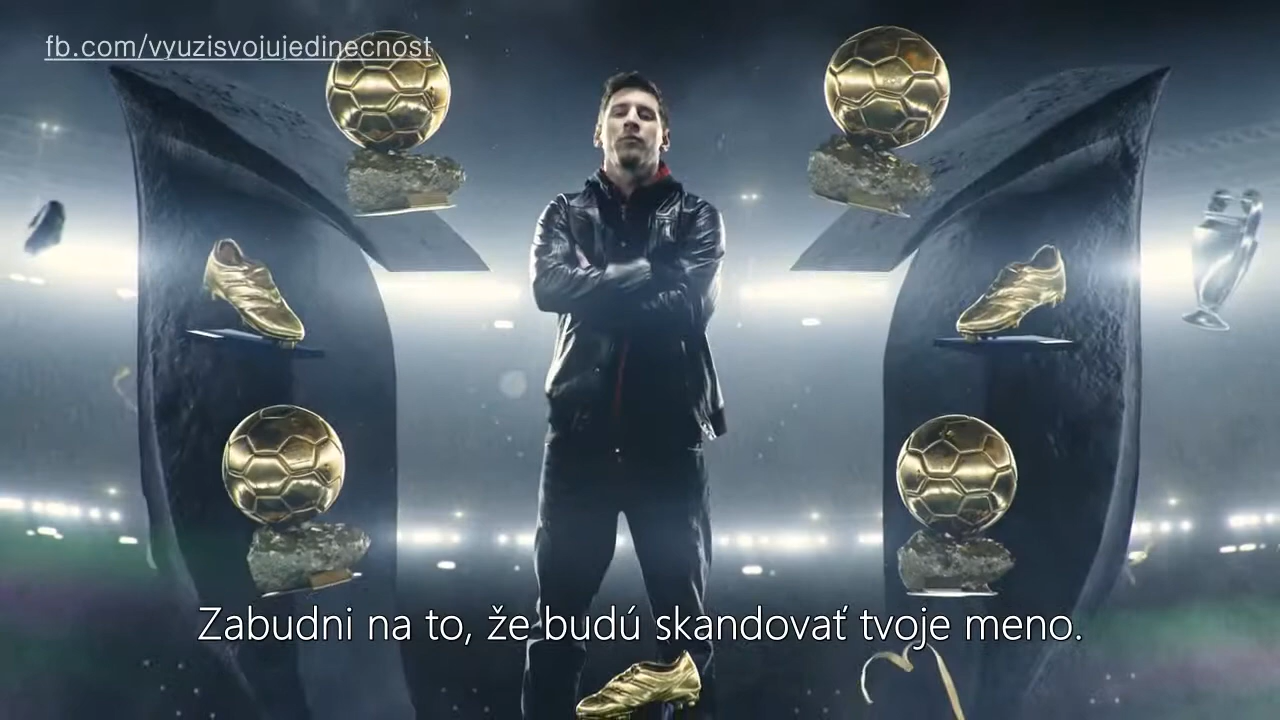 fb.com/vyuzisvojujedinecnost
Zabudni na to, že budú skandovať tvoje meno.